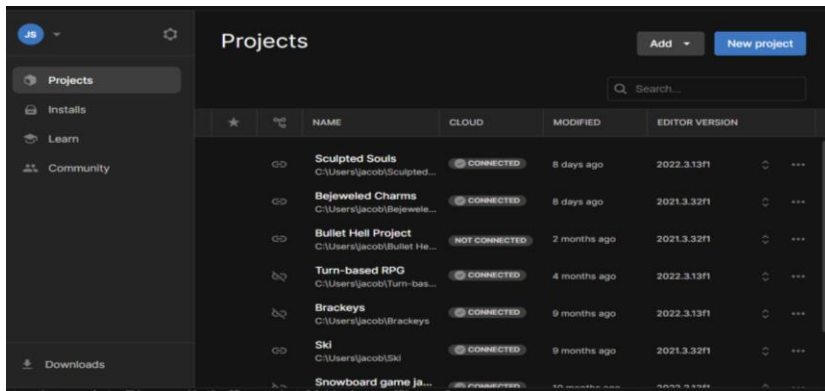 JS
Projects
Add
New project
Search...
Projects
Installs
Learn
Community
Downloads
NAME CLOUD MODIFIED EDITOR VERSION
Sculpted Souls
C:\Users\jacob\Sculpted...
CONNECTED 8 days ago 2022.3.13f1
Bejeweled Charms
C:\Users\jacob\Bejewele...
CONNECTED 8 days ago 2021.3.32f1
Bullet Hell Project
C:\Users\jacob\Bullet He...
NOT CONNECTED 2 months ago 2021.3.32f1
Turn-based RPG
C:\Users\jacob\Turn-bas...
CONNECTED 4 months ago 2022.3.13f1
Brackeys
C:\Users\jacob\Brackeys
CONNECTED 9 months ago 2022.3.13f1
Ski
C:\Users\jacob\Ski
CONNECTED 9 months ago 2021.3.32f1
Snowboard game ja...
CONNECTED 10 months ago